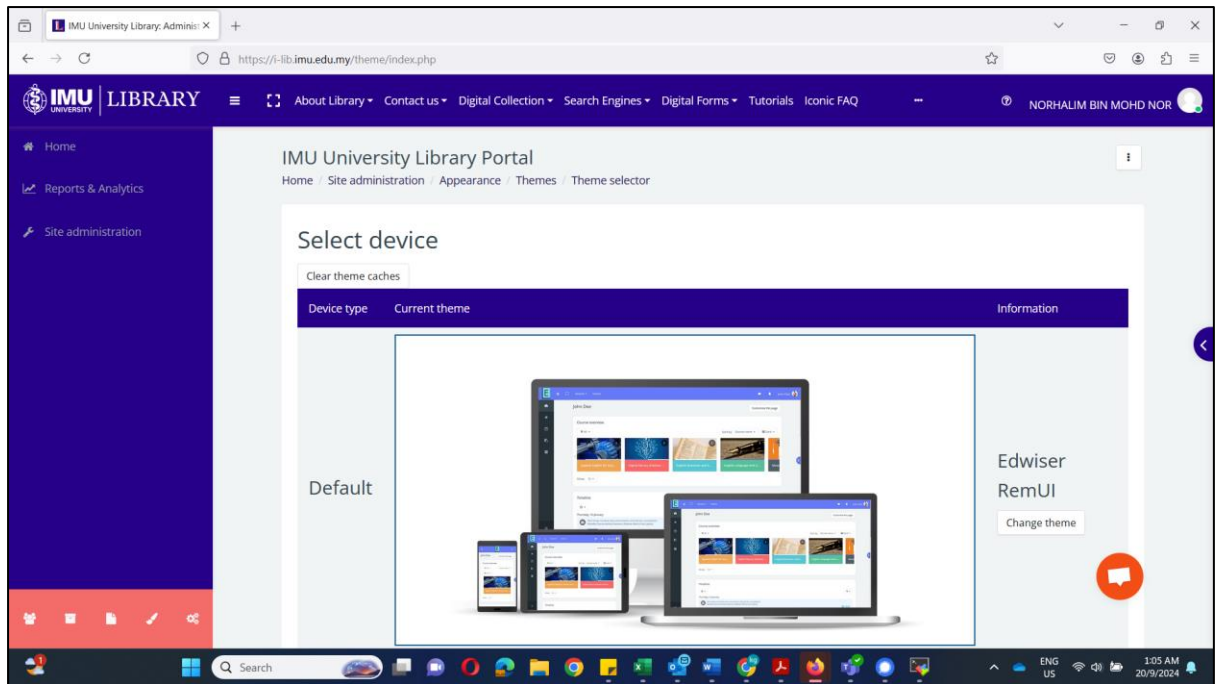 IMU University Library: Administ
https://i-lib.imu.edu.my/theme/index.php
IMU UNIVERSITY LIBRARY
About Library Contact us Digital Collection Search Engines Digital Forms Tutorials Iconic FAQ
NORHALIM BIN MOHD NOR
Home
Reports & Analytics
Site administration
IMU University Library Portal
Home / Site administration / Appearance / Themes / Theme selector
Select device
Clear theme caches
Device type Current theme Information
Default
John Doe
Edwiser
RemUI
Change theme
Search
ENG
US
1:05 AM
20/9/2024